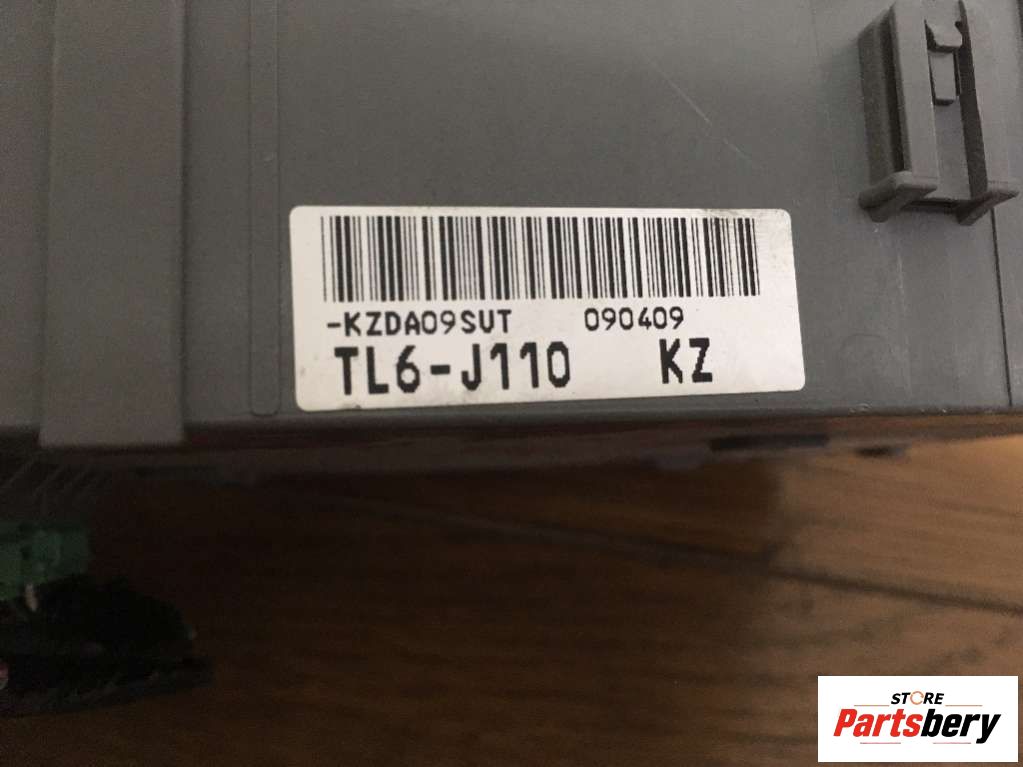 -KZDA09SUT 090409
TL6-J110 KZ
STORE
Partsbery